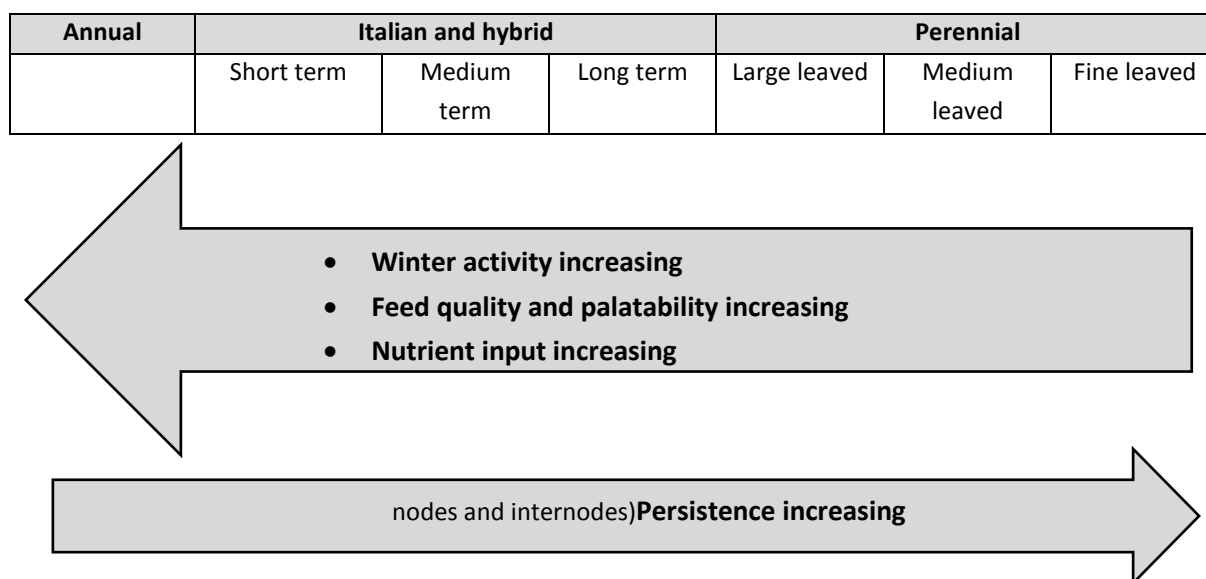 Annual Italian and hybrid Perennial
Short term Medium term Long term Large leaved Medium leaved Fine leaved
• Winter activity increasing
• Feed quality and palatability increasing
• Nutrient input increasing
nodes and internodes)Persistence increasing